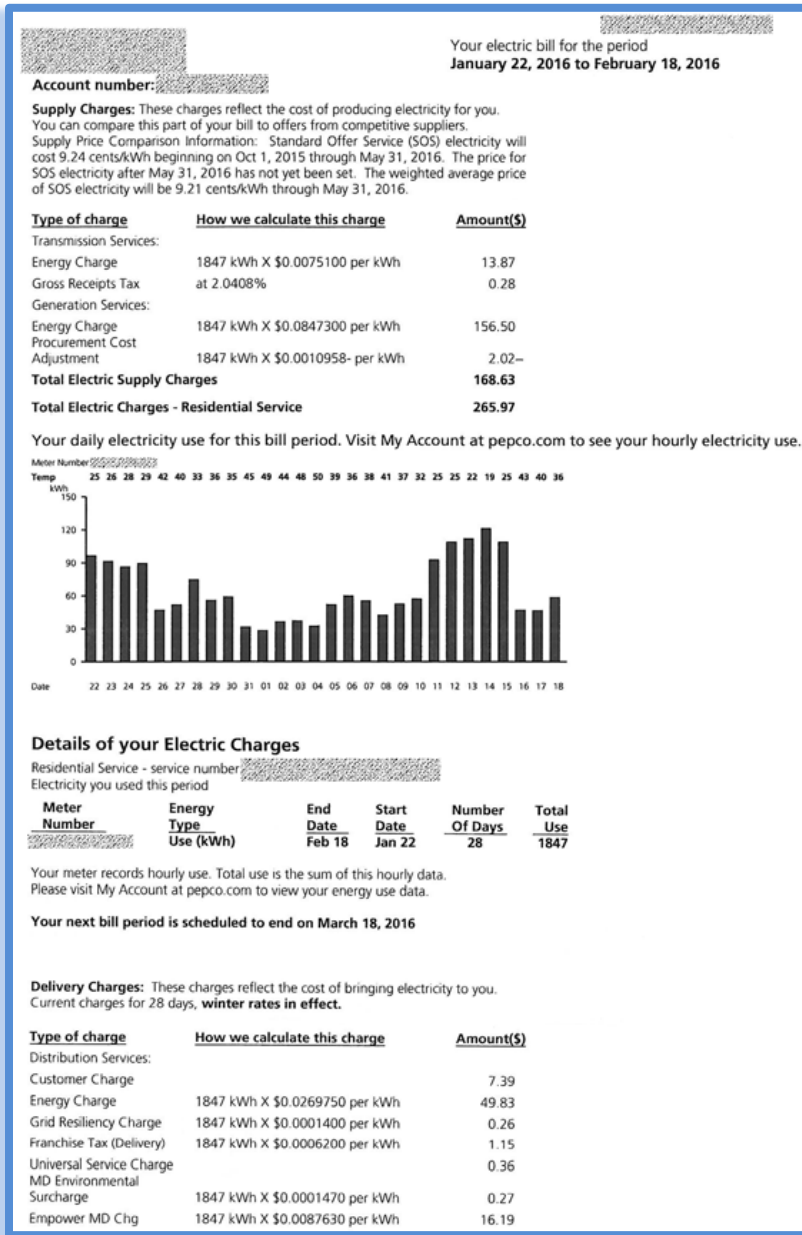 Your electric bill for the period
January 22, 2016 to February 18, 2016
Account number:
Supply Charges: These charges reflect the cost of producing electricity for you.
You can compare this part of your bill to offers from competitive suppliers.
Supply Price Comparison Information: Standard Offer Service (SOS) electricity will
cost 9.24 cents/kWh beginning on Oct 1, 2015 through May 31, 2016. The price for
SOS electricity after May 31, 2016 has not yet been set. The weighted average price
of SOS electricity will be 9.21 cents/kWh through May 31, 2016.
Type of charge How we calculate this charge Amount($)
Transmission Services:
Energy Charge 1847 kWh X $0.0075100 per kWh 13.87
Gross Receipts Tax at 2.0408% 0.28
Generation Services:
Energy Charge 1847 kWh X $0.0847300 per kWh 156.50
Procurement Cost
Adjustment 1847 kWh X $0.0010958- per kWh 2.02–
Total Electric Supply Charges 168.63
Total Electric Charges - Residential Service 265.97
Your daily electricity use for this bill period. Visit My Account at pepco.com to see your hourly electricity use.
Meter Number
Temp 25 26 28 29 42 40 33 36 35 45 49 44 48 50 39 36 38 41 37 32 25 25 22 19 25 43 40 36
kWh
150
120
90
60
30
0
Date 22 23 24 25 26 27 28 29 30 31 01 02 03 04 05 06 07 08 09 10 11 12 13 14 15 16 17 18
Details of your Electric Charges
Residential Service - service number
Electricity you used this period
Meter Energy End Start Number Total
Number Type Date Date Of Days Use
Use (kWh) Feb 18 Jan 22 28 1847
Your meter records hourly use. Total use is the sum of this hourly data.
Please visit My Account at pepco.com to view your energy use data.
Your next bill period is scheduled to end on March 18, 2016
Delivery Charges: These charges reflect the cost of bringing electricity to you.
Current charges for 28 days, winter rates in effect.
Type of charge How we calculate this charge Amount($)
Distribution Services:
Customer Charge 7.39
Energy Charge 1847 kWh X $0.0269750 per kWh 49.83
Grid Resiliency Charge 1847 kWh X $0.0001400 per kWh 0.26
Franchise Tax (Delivery) 1847 kWh X $0.0006200 per kWh 1.15
Universal Service Charge 0.36
MD Environmental
Surcharge 1847 kWh X $0.0001470 per kWh 0.27
Empower MD Chg 1847 kWh X $0.0087630 per kWh 16.19